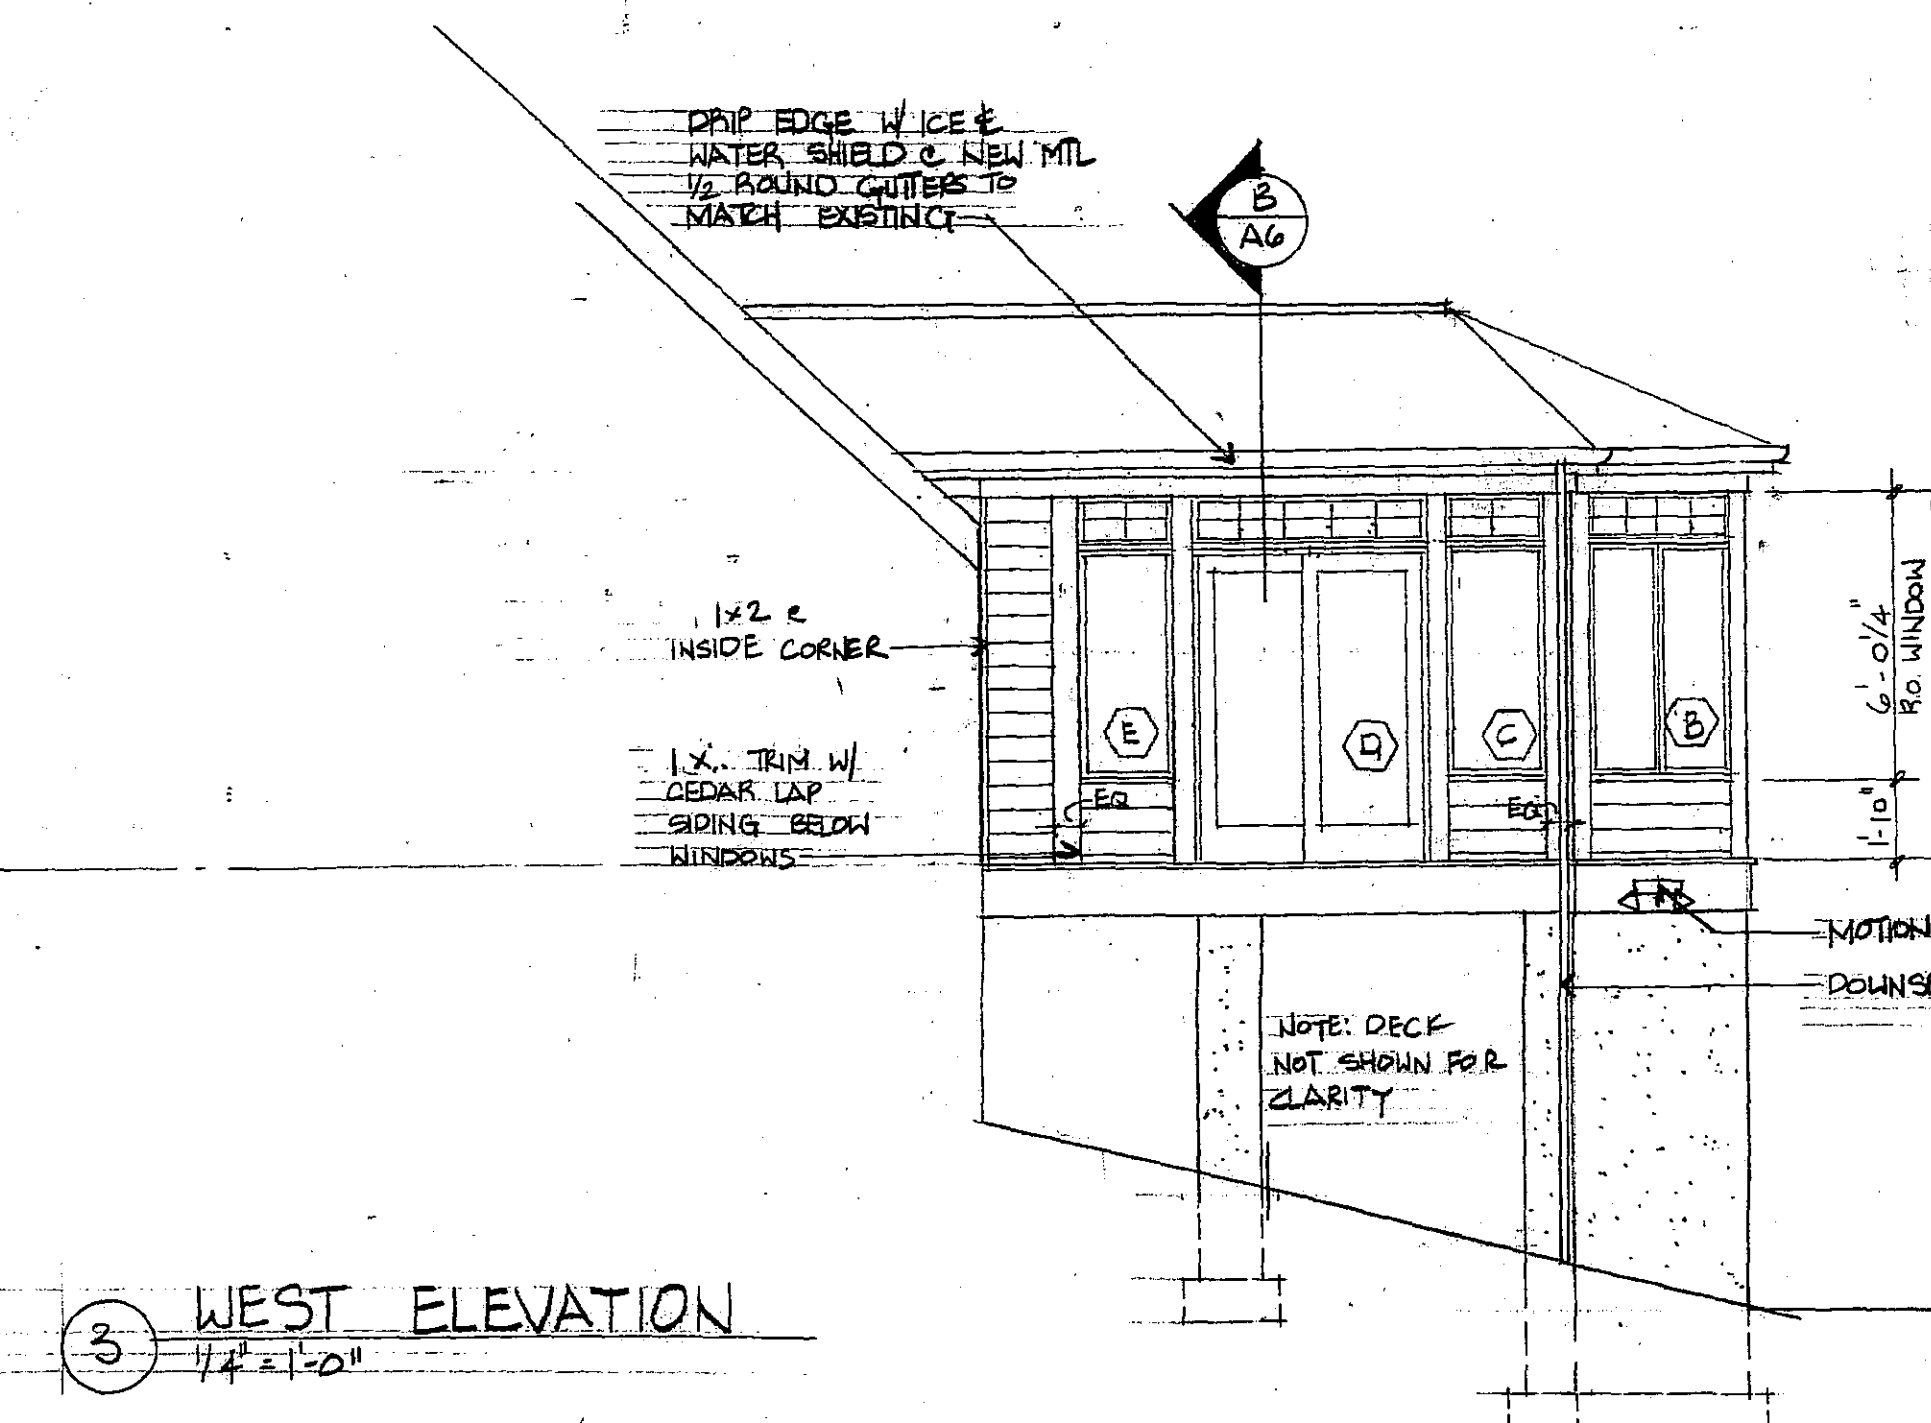 DRIP EDGE W/ ICE &
WATER SHIELD @ NEW MTL
1/2 ROUND GUTTERS TO
MATCH EXISTING
B
A6
1x2 @
INSIDE CORNER
1 X.. TRIM W/
CEDAR LAP
SIDING BELOW
WINDOWS
E
D
C
B
EQ
EQ
6'-0 1/4"
R.O. WINDOW
1'-10"
MOTION
DOWNS
NOTE: DECK
NOT SHOWN FOR
CLARITY
3
WEST ELEVATION
1/4" = 1'-0"